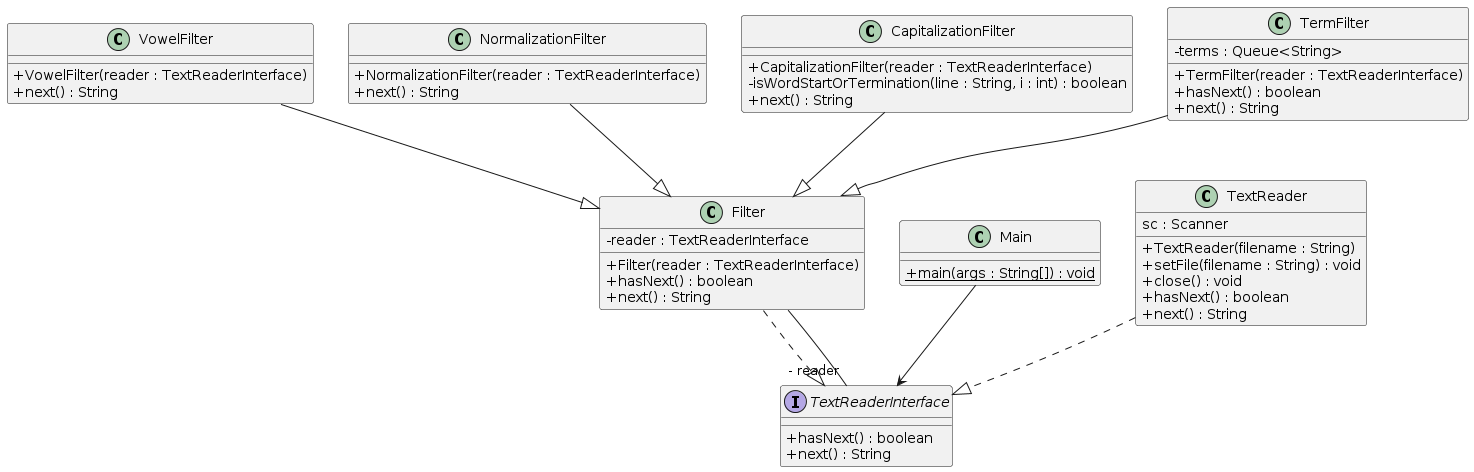 C VowelFilter
+VowelFilter(reader : TextReaderInterface)
+next() : String
C NormalizationFilter
+NormalizationFilter(reader : TextReaderInterface)
+next() : String
C CapitalizationFilter
+CapitalizationFilter(reader : TextReaderInterface)
-isWordStartOrTermination(line : String, i : int) : boolean
+next() : String
C TermFilter
-terms : Queue<String>
+TermFilter(reader : TextReaderInterface)
+hasNext() : boolean
+next() : String
C Filter
-reader : TextReaderInterface
+Filter(reader : TextReaderInterface)
+hasNext() : boolean
+next() : String
C Main
+main(args : String[]) : void
C TextReader
sc : Scanner
+TextReader(filename : String)
+setFile(filename : String) : void
+close() : void
+hasNext() : boolean
+next() : String
- reader
I TextReaderInterface
+hasNext() : boolean
+next() : String